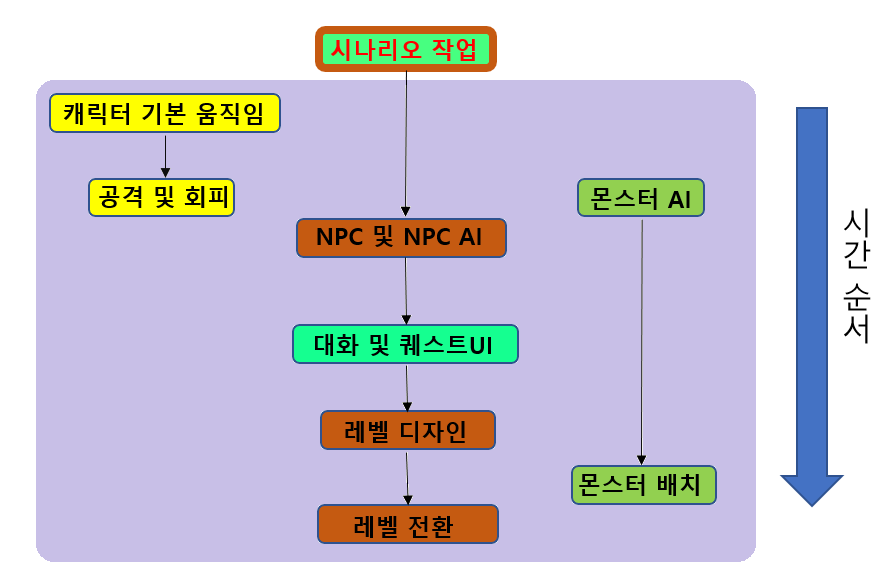 시나리오 작업
캐릭터 기본 움직임
공격 및 회피
몬스터 AI
NPC 및 NPC AI
대화 및 퀘스트UI
레벨 디자인
몬스터 배치
레벨 전환
시간 순서